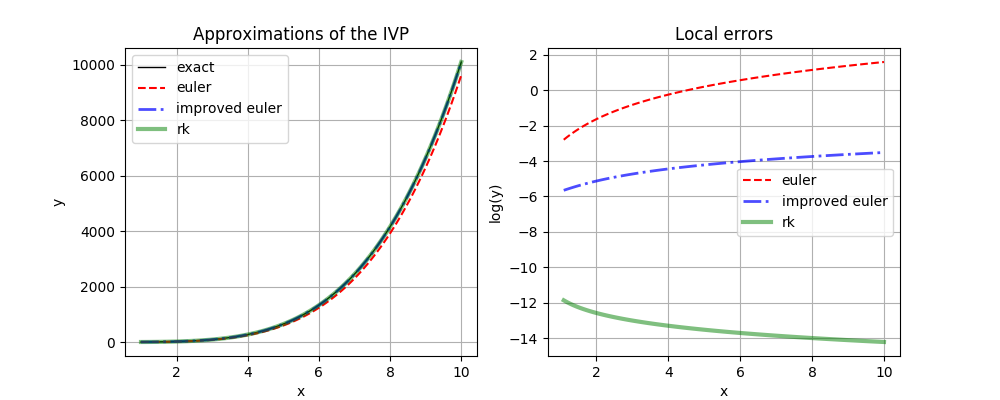 Approximations of the IVP
10000
8000
6000
4000
2000
0
y
exact
euler
improved euler
rk
2
4
6
8
10
x
Local errors
2
0
−2
−4
−6
−8
−10
−12
−14
log(y)
euler
improved euler
rk
2
4
6
8
10
x